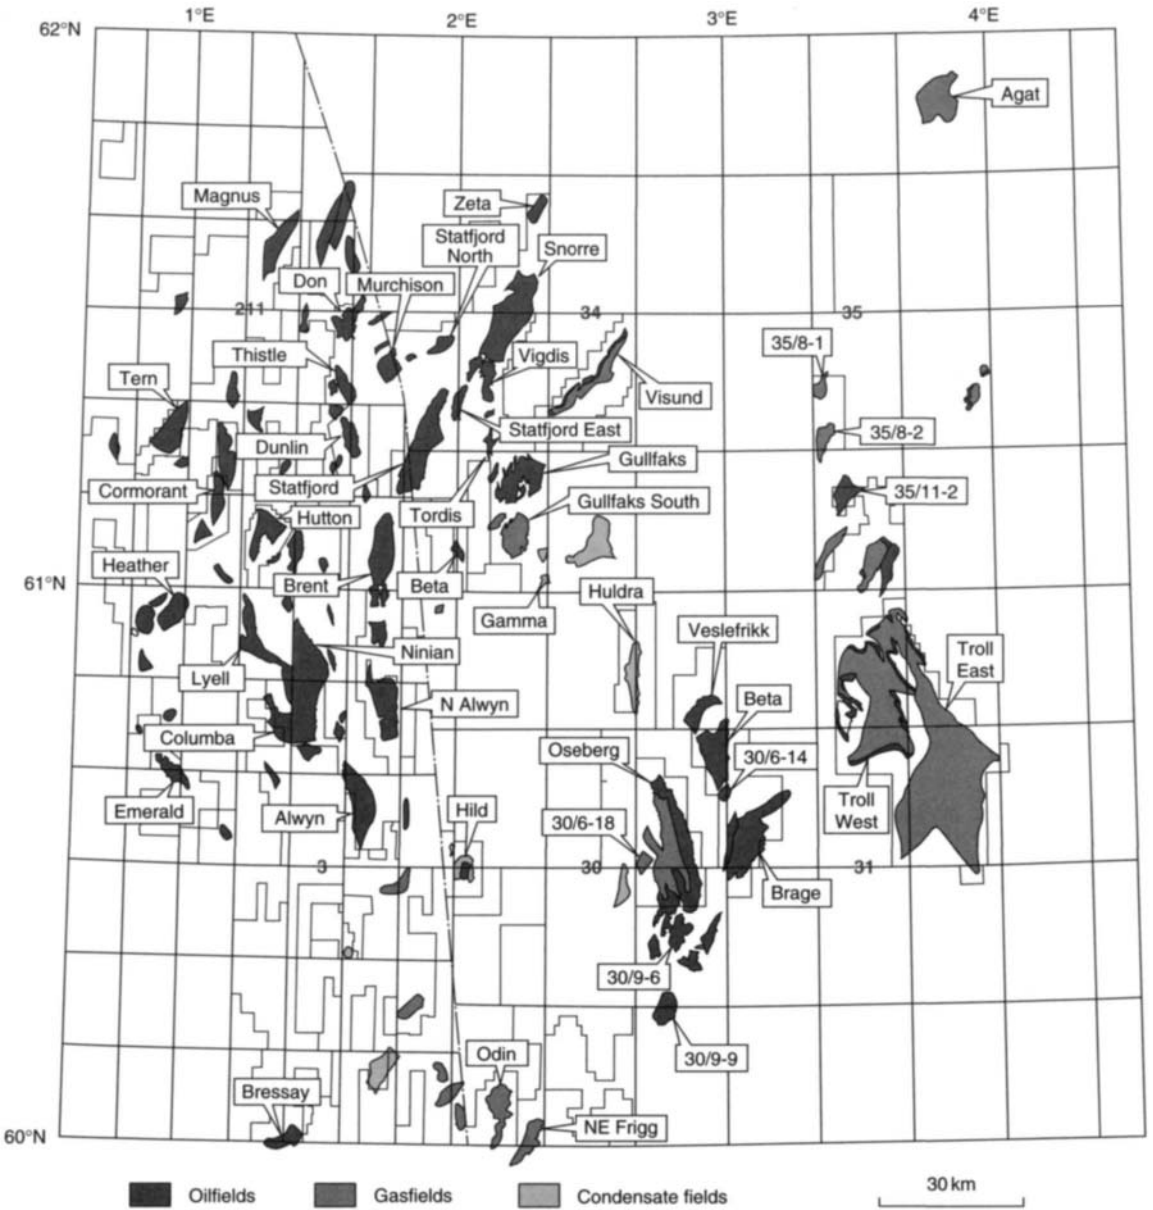 1°E
2°E
3°E
4°E
62°N
Agat
Magnus
Zeta
Statfjord
North
Snorre
Don
Murchison
211
34
35
35/8-1
Thistle
Vigdis
Tern
Visund
Statfjord East
35/8-2
Dunlin
Gullfaks
Cormorant
Statfjord
35/11-2
Gullfaks South
Hutton
Tordis
Heather
61°N
Brent
Beta
Huldra
Gamma
Veslefrikk
Ninian
Troll
East
Lyell
N Alwyn
Beta
Columba
Oseberg
30/6-14
Emerald
Alwyn
Hild
30/6-18
Troll
West
3
30
31
Brage
30/9-6
Odin
30/9-9
Bressay
NE Frigg
60°N
Oilfields
Gasfields
Condensate fields
30 km